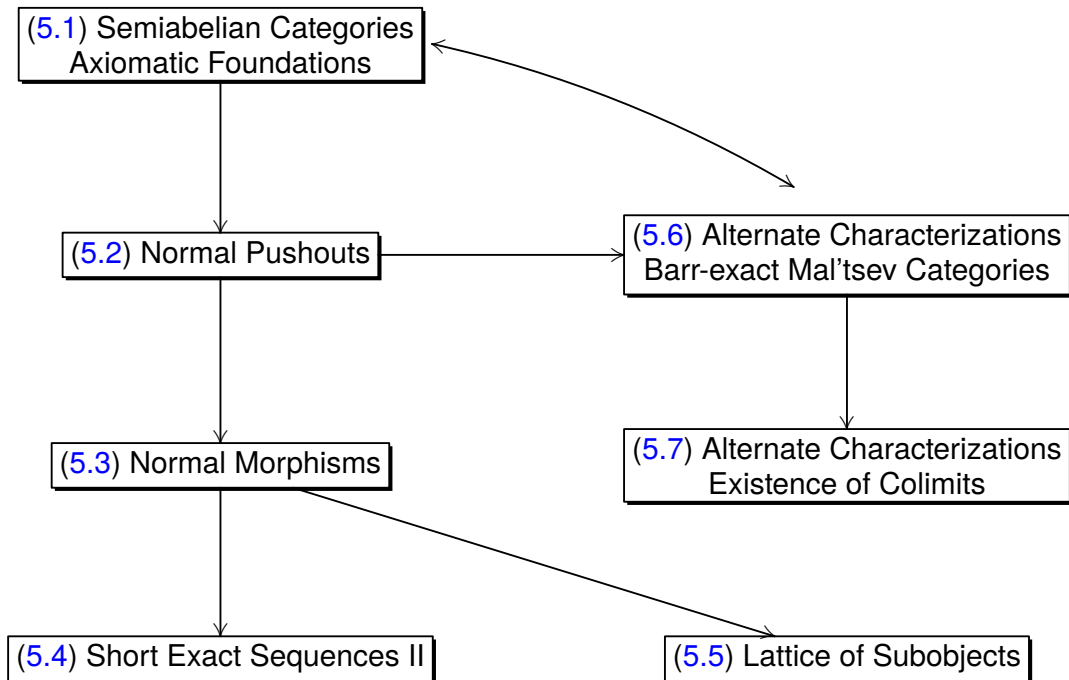 (5.1) Semiabelian Categories
Axiomatic Foundations
(5.2) Normal Pushouts
(5.6) Alternate Characterizations
Barr-exact Mal'tsev Categories
(5.3) Normal Morphisms
(5.7) Alternate Characterizations
Existence of Colimits
(5.4) Short Exact Sequences II
(5.5) Lattice of Subobjects